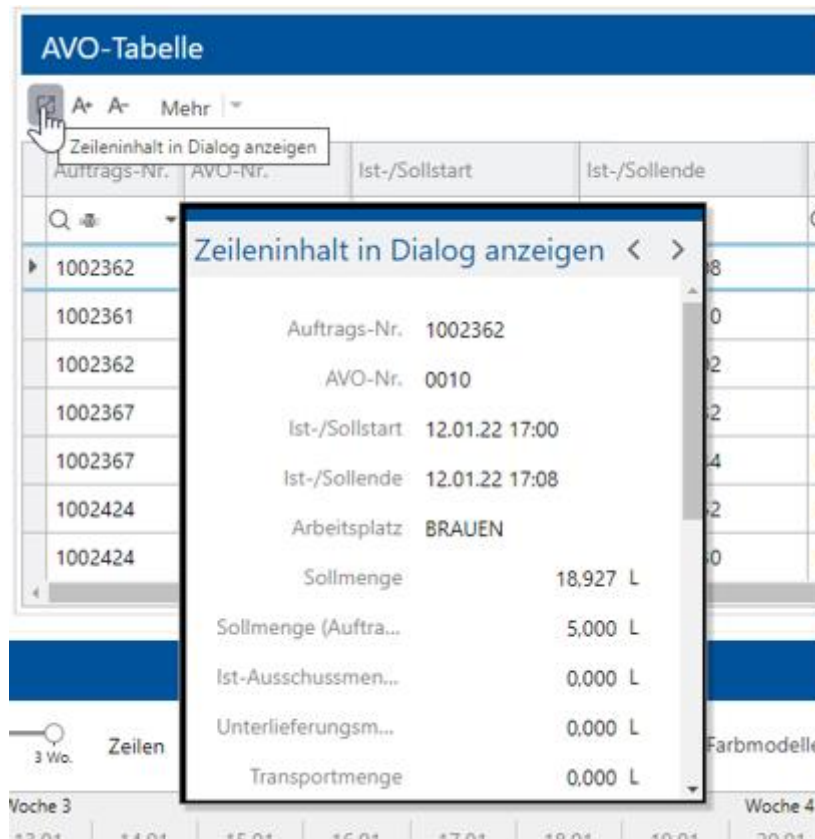 AVO-Tabelle
A+ A- Mehr
Zeileninhalt in Dialog anzeigen
Auftrags-Nr. AVO-Nr. Ist-/Sollstart Ist-/Sollende
Zeileninhalt in Dialog anzeigen
1002362
1002361
1002362
1002367
1002367
1002424
1002424
Auftrags-Nr. 1002362
AVO-Nr. 0010
Ist-/Sollstart 12.01.22 17:00
Ist-/Sollende 12.01.22 17:08
Arbeitsplatz BRAUEN
Sollmenge 18,927 L
Sollmenge (Auftra... 5,000 L
Ist-Ausschussmen... 0,000 L
Unterlieferungsm... 0,000 L
Transportmenge 0,000 L
3 Wo. Zeilen Farbmodelle
Woche 3 Woche 4